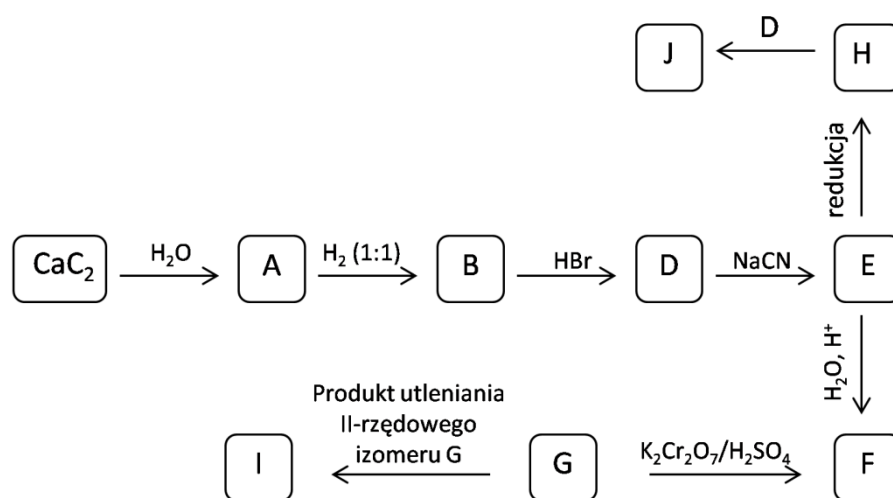 D
J
H
redukcja
CaC₂
H₂O
A
H₂ (1:1)
B
HBr
D
NaCN
E
H₂O, H⁺
Produkt utleniania
II-rzędowego
izomeru G
I
G
K₂Cr₂O₇/H₂SO₄
F